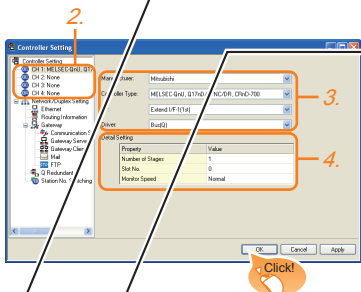 2.
Controller Setting
Controller Setting
CH 1: MELSEC-QnU, Q17
CH 2: None
CH 3: None
CH 4: None
Network/Duplex Setting
Ethernet
Routing Information
Gateway
Communication S
Gateway Serve
Gateway Clien
Mail
FTP
Q Redundant
Station No. Switching
Manufacturer:
Mitsubishi
Controller Type:
MELSEC-QnU, Q17nD/ NC/DR, CRnD-700
Extend I/F-1(1st)
Driver:
Bus(Q)
3.
Detail Setting
Property
Value
Number of Stages
1
Slot No.
0
Monitor Speed
Normal
4.
OK
Cancel
Apply
Click!